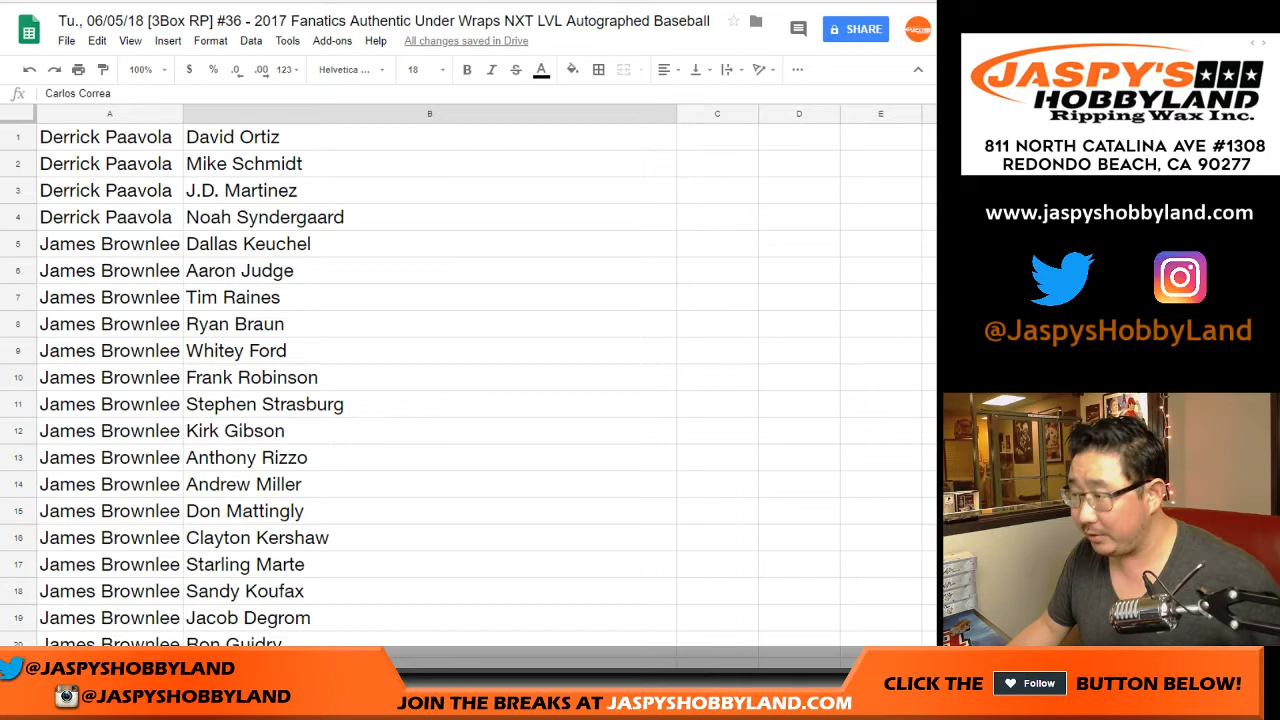 Tu., 06/05/18 [3Box RP] #36 - 2017 Fanatics Authentic Under Wraps NXT LVL Autographed Baseball
File Edit View Insert Format Data Tools Add-ons Help All changes saved in Drive
SHARE
100% $ % .0 .00 123 Helvetica ... 18 B I S A
fx Carlos Correa
A B C D E
1 Derrick Paavola David Ortiz
2 Derrick Paavola Mike Schmidt
3 Derrick Paavola J.D. Martinez
4 Derrick Paavola Noah Syndergaard
5 James Brownlee Dallas Keuchel
6 James Brownlee Aaron Judge
7 James Brownlee Tim Raines
8 James Brownlee Ryan Braun
9 James Brownlee Whitey Ford
10 James Brownlee Frank Robinson
11 James Brownlee Stephen Strasburg
12 James Brownlee Kirk Gibson
13 James Brownlee Anthony Rizzo
14 James Brownlee Andrew Miller
15 James Brownlee Don Mattingly
16 James Brownlee Clayton Kershaw
17 James Brownlee Starling Marte
18 James Brownlee Sandy Koufax
19 James Brownlee Jacob Degrom
20 James Brownlee Ron Guidry
JASPY'S
HOBBYLAND
Ripping Wax Inc.
811 NORTH CATALINA AVE #1308
REDONDO BEACH, CA 90277
www.jaspyshobbyland.com
@JaspysHobbyLand
@JASPYSHOBBYLAND
@JASPYSHOBBYLAND
JOIN THE BREAKS AT JASPYSHOBBYLAND.COM
CLICK THE Follow BUTTON BELOW!